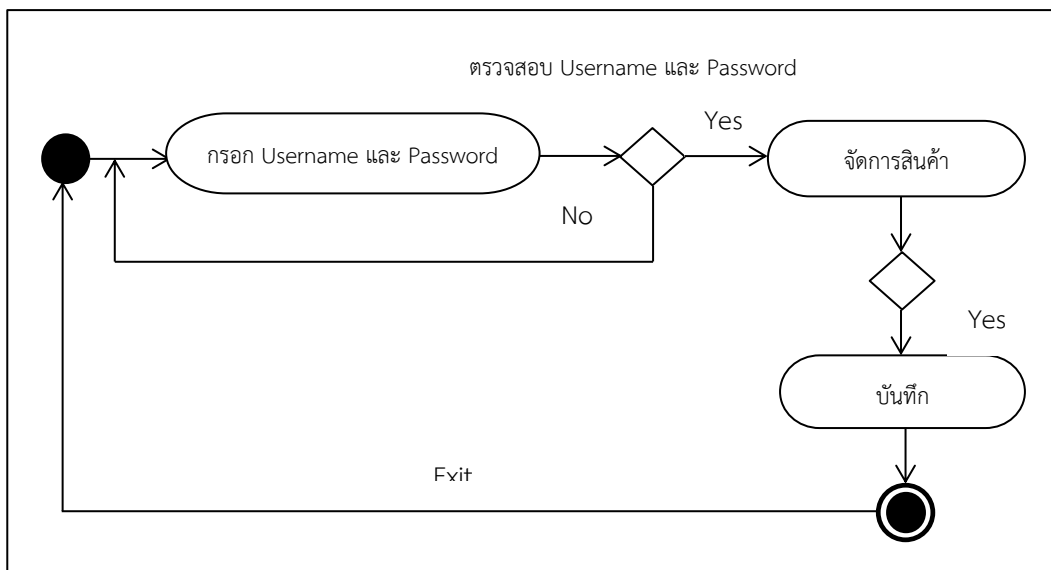 ตรวจสอบ Username และ Password
กรอก Username และ Password
Yes
จัดการสินค้า
No
Yes
บันทึก
Exit